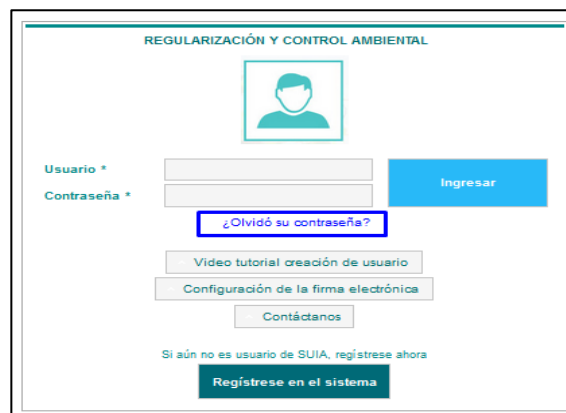 REGULARIZACIÓN Y CONTROL AMBIENTAL
Usuario *
Ingresar
Contraseña *
¿Olvidó su contraseña?
Video tutorial creación de usuario
Configuración de la firma electrónica
Contáctanos
Si aún no es usuario de SUIA, regístrese ahora
Regístrese en el sistema